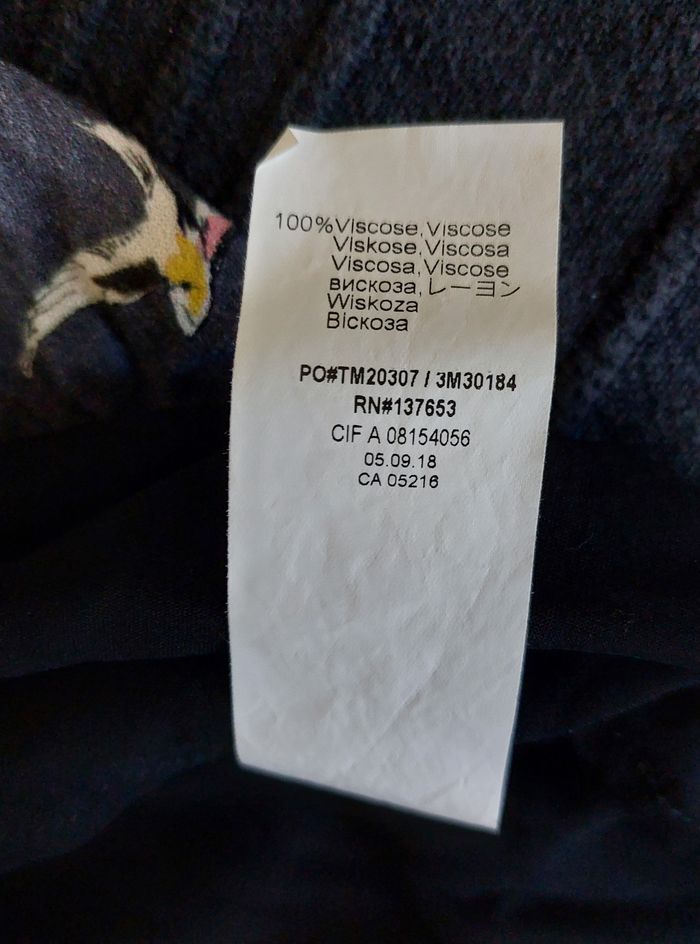 100%Viscose,Viscose
Viskose,Viscosa
Viscosa,Viscose
вискоза,レーヨン
Wiskoza
Віскоза
PO#TM20307 / 3M30184
RN#137653
CIF A 08154056
05.09.18
CA 05216